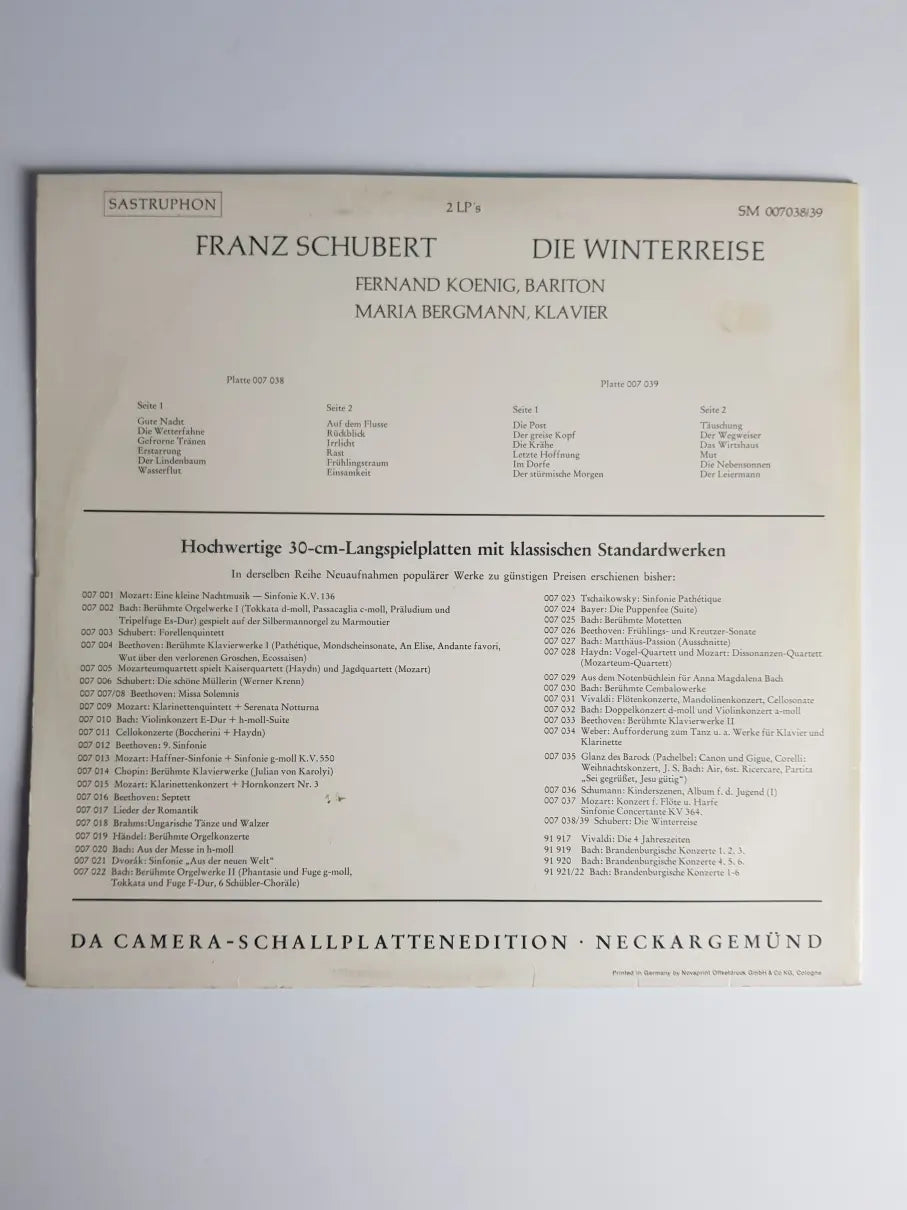 SASTRUPHON
2 LP's
SM 007038/39
FRANZ SCHUBERT DIE WINTERREISE
FERNAND KOENIG, BARITON
MARIA BERGMANN, KLAVIER
Platte 007 038
Seite 1
Gute Nacht
Die Wetterfahne
Gefrorne Tränen
Erstarrung
Der Lindenbaum
Wasserflut
Seite 2
Auf dem Flusse
Rückblick
Irrlicht
Rast
Frühlingstraum
Einsamkeit
Platte 007 039
Seite 1
Die Post
Der greise Kopf
Die Krähe
Letzte Hoffnung
Im Dorfe
Der stürmische Morgen
Seite 2
Täuschung
Der Wegweiser
Das Wirtshaus
Mut
Die Nebensonnen
Der Leiermann
Hochwertige 30-cm-Langspielplatten mit klassischen Standardwerken
In derselben Reihe Neuaufnahmen populärer Werke zu günstigen Preisen erschienen bisher:
007 001 Mozart: Eine kleine Nachtmusik — Sinfonie K.V. 136
007 002 Bach: Berühmte Orgelwerke I (Tokkata d-moll, Passacaglia c-moll, Präludium und
Tripelfuge Es-Dur) gespielt auf der Silbermannorgel zu Marmoutier
007 003 Schubert: Forellenquintett
007 004 Beethoven: Berühmte Klavierwerke I (Pathétique, Mondscheinsonate, An Elise, Andante favori,
Wut über den verlorenen Groschen, Ecossaisen)
007 005 Mozarteumquartett spielt Kaiserquartett (Haydn) und Jagdquartett (Mozart)
007 006 Schubert: Die schöne Müllerin (Werner Krenn)
007 007/08 Beethoven: Missa Solemnis
007 009 Mozart: Klarinettenquintett + Serenata Notturna
007 010 Bach: Violinkonzert E-Dur + h-moll-Suite
007 011 Cellokonzerte (Boccherini + Haydn)
007 012 Beethoven: 9. Sinfonie
007 013 Mozart: Haffner-Sinfonie + Sinfonie g-moll K.V. 550
007 014 Chopin: Berühmte Klavierwerke (Julian von Karolyi)
007 015 Mozart: Klarinettenkonzert + Hornkonzert Nr. 3
007 016 Beethoven: Septett
007 017 Lieder der Romantik
007 018 Brahms:Ungarische Tänze und Walzer
007 019 Händel: Berühmte Orgelkonzerte
007 020 Bach: Aus der Messe in h-moll
007 021 Dvorák: Sinfonie „Aus der neuen Welt"
007 022 Bach: Berühmte Orgelwerke II (Phantasie und Fuge g-moll,
Tokkata und Fuge F-Dur, 6 Schübler-Choräle)
007 023 Tschaikowsky: Sinfonie Pathétique
007 024 Bayer: Die Puppenfee (Suite)
007 025 Bach: Berühmte Motetten
007 026 Beethoven: Frühlings- und Kreutzer-Sonate
007 027 Bach: Matthäus-Passion (Ausschnitte)
007 028 Haydn: Vogel-Quartett und Mozart: Dissonanzen-Quartett
(Mozarteum-Quartett)
007 029 Aus dem Notenbüchlein für Anna Magdalena Bach
007 030 Bach: Berühmte Cembalowerke
007 031 Vivaldi: Flötenkonzerte, Mandolinenkonzert, Cellosonate
007 032 Bach: Doppelkonzert d-moll und Violinkonzert a-moll
007 033 Beethoven: Berühmte Klavierwerke II
007 034 Weber: Aufforderung zum Tanz u. a. Werke für Klavier und
Klarinette
007 035 Glanz des Barock (Pachelbel: Canon und Gigue, Corelli:
Weihnachtskonzert, J. S. Bach: Air, 6st. Ricercare, Partita
„Sei gegrüßet, Jesu gütig")
007 036 Schumann: Kinderszenen, Album f. d. Jugend (I)
007 037 Mozart: Konzert f. Flöte u. Harfe
Sinfonie Concertante KV 364.
007 038/39 Schubert: Die Winterreise
91 917 Vivaldi: Die 4 Jahreszeiten
91 919 Bach: Brandenburgische Konzerte 1. 2. 3.
91 920 Bach: Brandenburgische Konzerte 4. 5. 6.
91 921/22 Bach: Brandenburgische Konzerte 1-6
DA CAMERA-SCHALLPLATTENEDITION · NECKARGEMÜND
Printed in Germany by Novaprint Offsetdruck GmbH & Co KG, Cologne